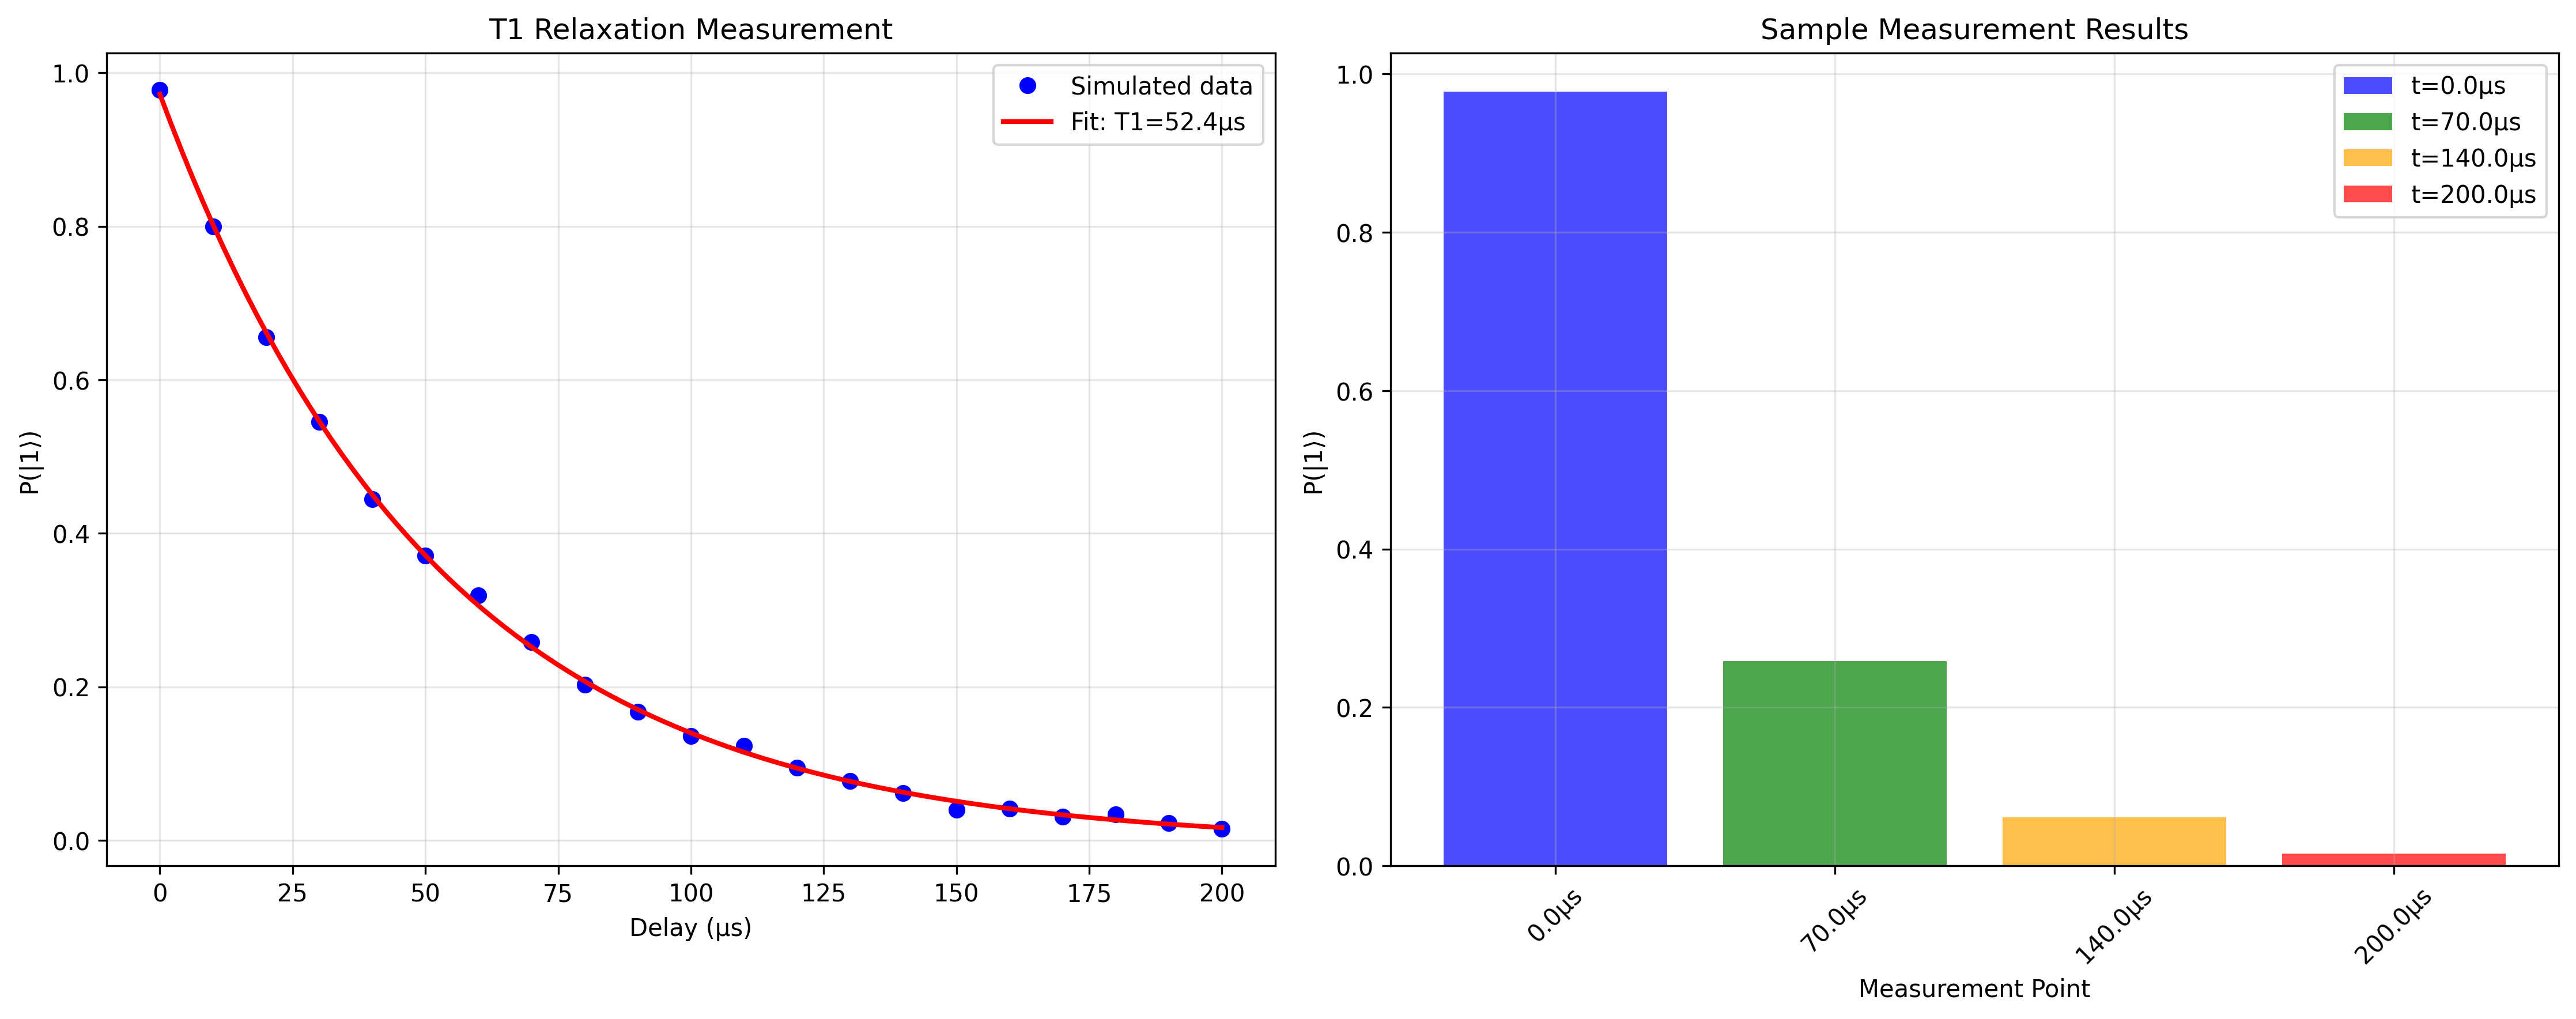 T1 Relaxation Measurement
Simulated data
Fit: T1=52.4μs
P(|1⟩)
1.0
0.8
0.6
0.4
0.2
0.0
0 25 50 75 100 125 150 175 200
Delay (μs)
Sample Measurement Results
t=0.0μs
t=70.0μs
t=140.0μs
t=200.0μs
P(|1⟩)
1.0
0.8
0.6
0.4
0.2
0.0
0.0μs 70.0μs 140.0μs 200.0μs
Measurement Point